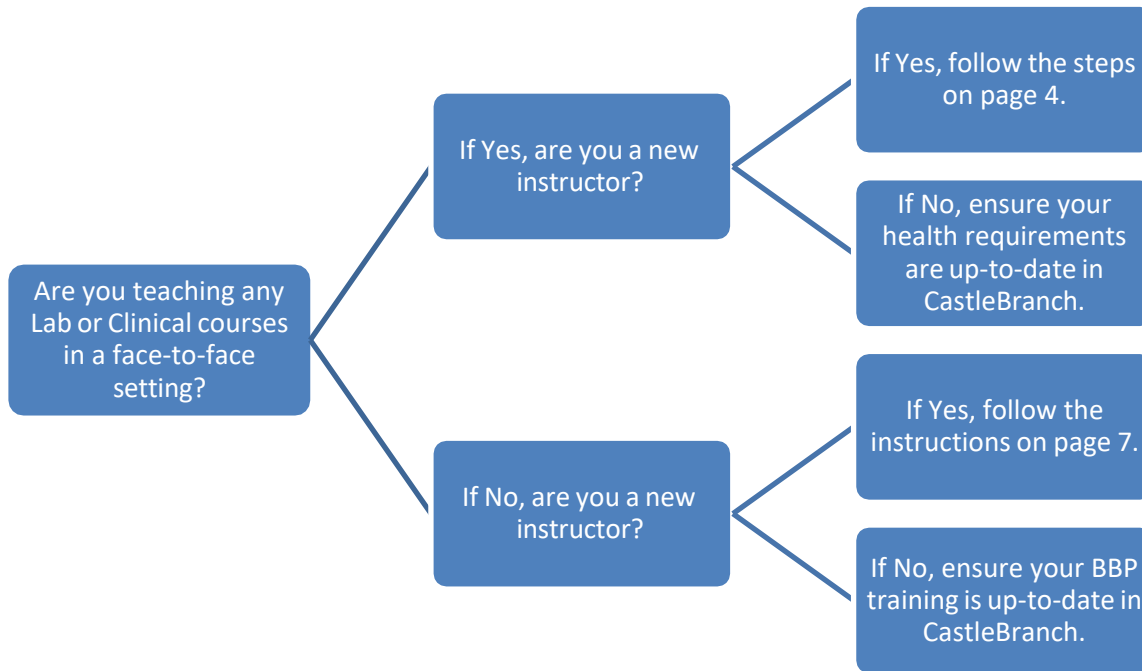 Are you teaching any
Lab or Clinical courses
in a face-to-face
setting?
If Yes, are you a new
instructor?
If Yes, follow the steps
on page 4.
If No, ensure your
health requirements
are up-to-date in
CastleBranch.
If No, are you a new
instructor?
If Yes, follow the
instructions on page 7.
If No, ensure your BBP
training is up-to-date in
CastleBranch.